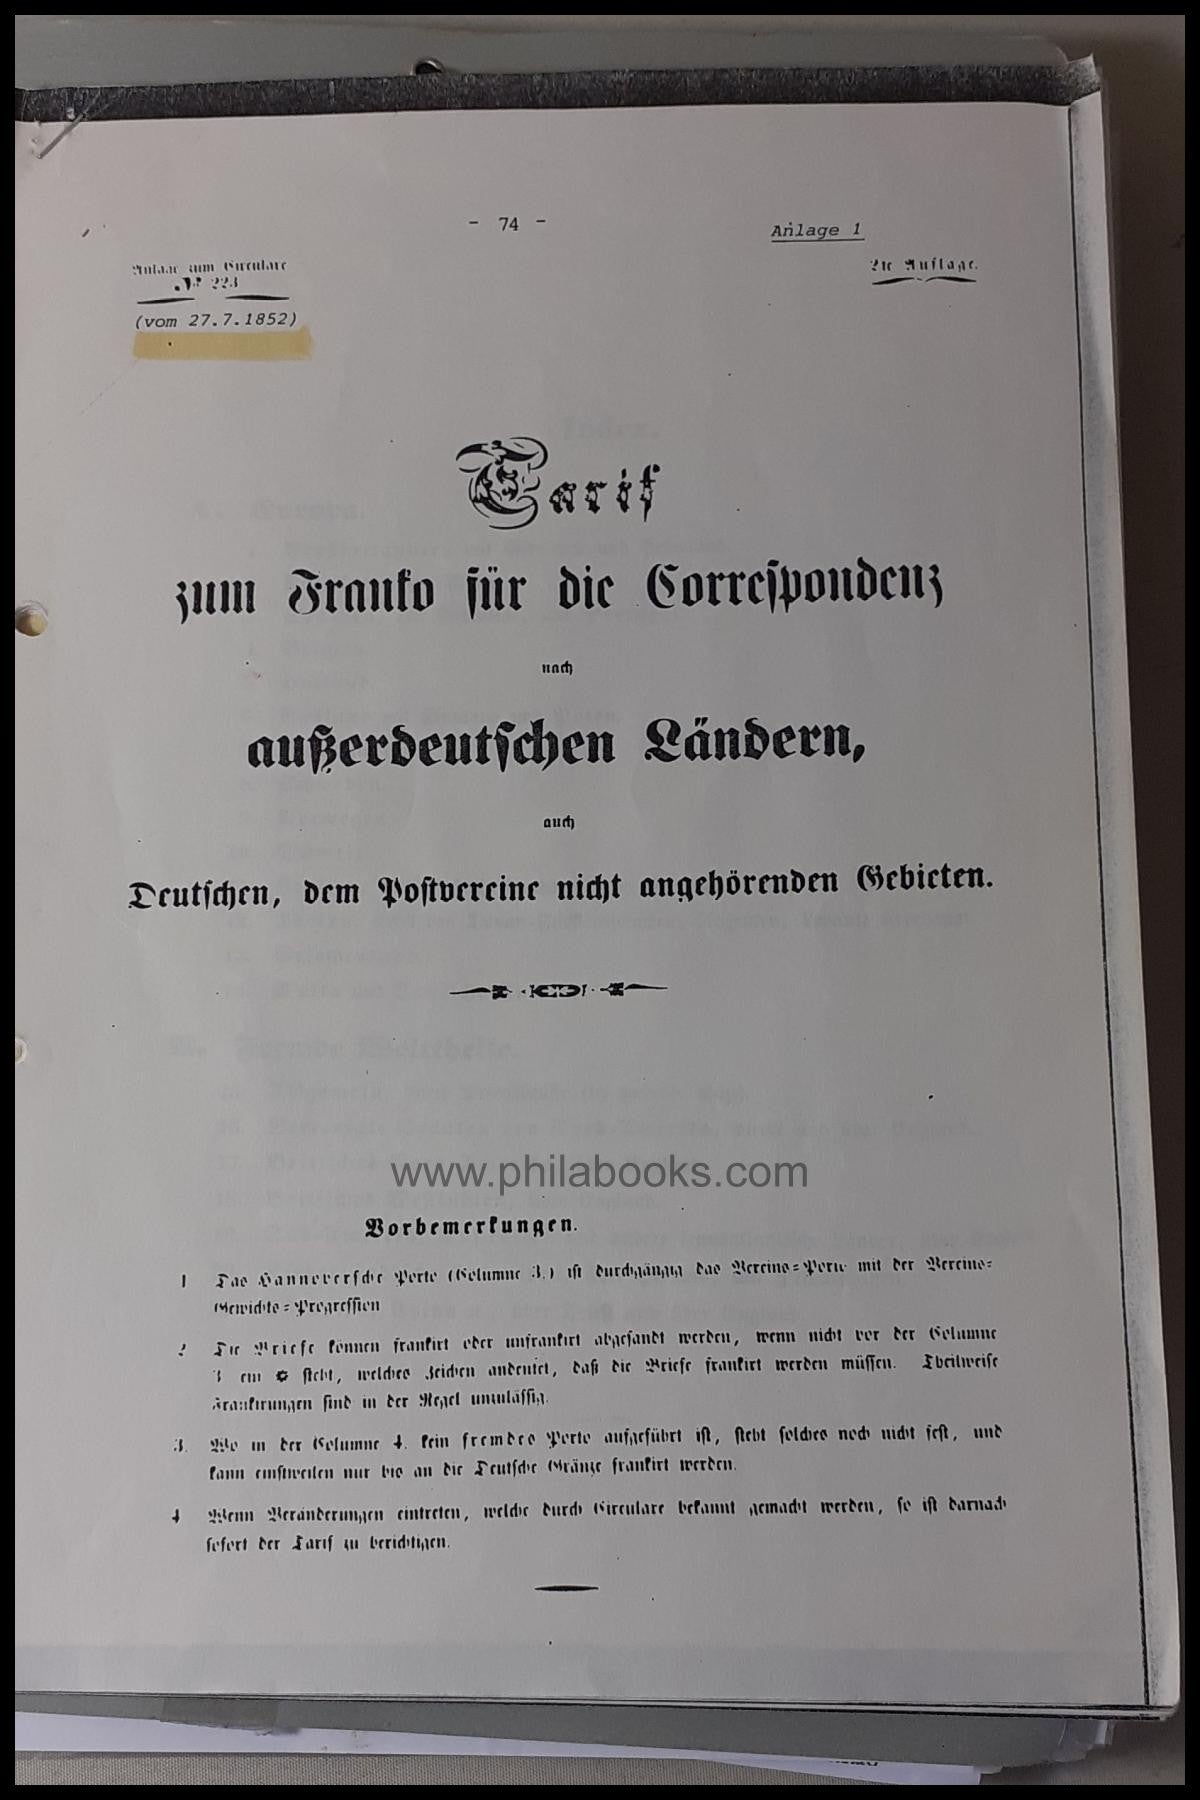 - 74 -
Anlage 1
Anlage zum Circulare
№ 223
2te Auflage.
(vom 27.7.1852)
Tarif
zum Franko für die Correspondenz
nach
außerdeutschen Ländern,
auch
Deutschen, dem Postvereine nicht angehörenden Gebieten.
www.philabooks.com
Vorbemerkungen.
1 Das Hannoversche Porto (Columne 3.) ist durchgängig das Vereins=Porto mit der Vereins=
Gewichts=Progression
2 Die Briefe können frankirt oder unfrankirt abgesandt werden, wenn nicht vor der Columne
3 ein ✿ steht, welches Zeichen andeutet, daß die Briefe frankirt werden müssen. Theilweise
Frankirungen sind in der Regel unzulässig.
3. Wo in der Columne 4. kein fremdes Porto aufgeführt ist, steht solches noch nicht fest, und
kann einstweilen nur bis an die Deutsche Gränze frankirt werden.
4 Wenn Veränderungen eintreten, welche durch Circulare bekannt gemacht werden, so ist darnach
sofort der Tarif zu berichtigen.